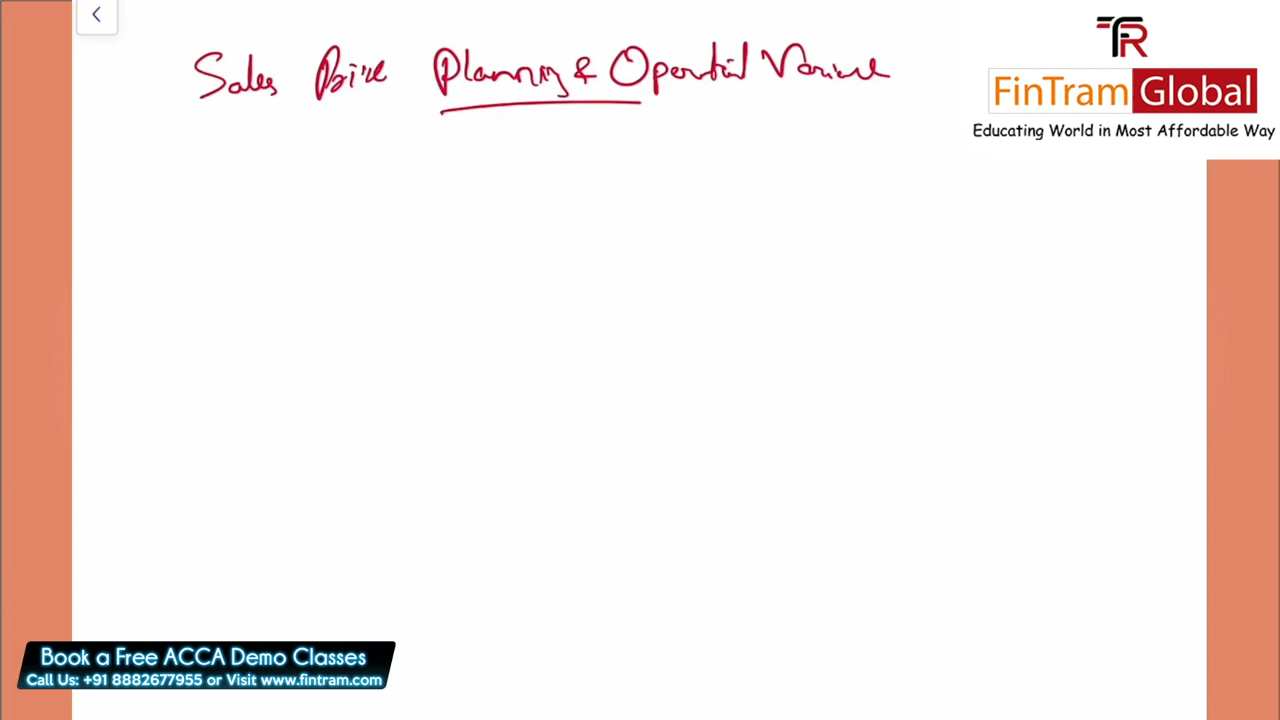 Sales Price Planning & Operational Variance
FR
FinTram Global
Educating World in Most Affordable Way
Book a Free ACCA Demo Classes
Call Us: +91 8882677955 or Visit www.fintram.com